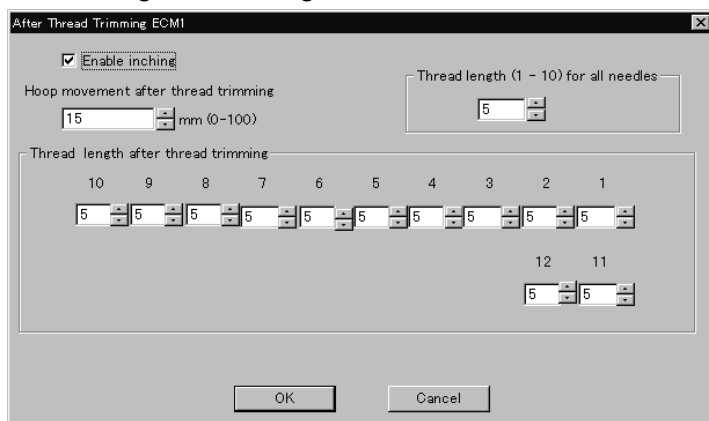 After Thread Trimming ECM1
Enable inching
Hoop movement after thread trimming
15 mm (0-100)
Thread length (1 - 10) for all needles
5
Thread length after thread trimming
10 9 8 7 6 5 4 3 2 1
5 5 5 5 5 5 5 5 5 5
12 11
5 5
OK Cancel